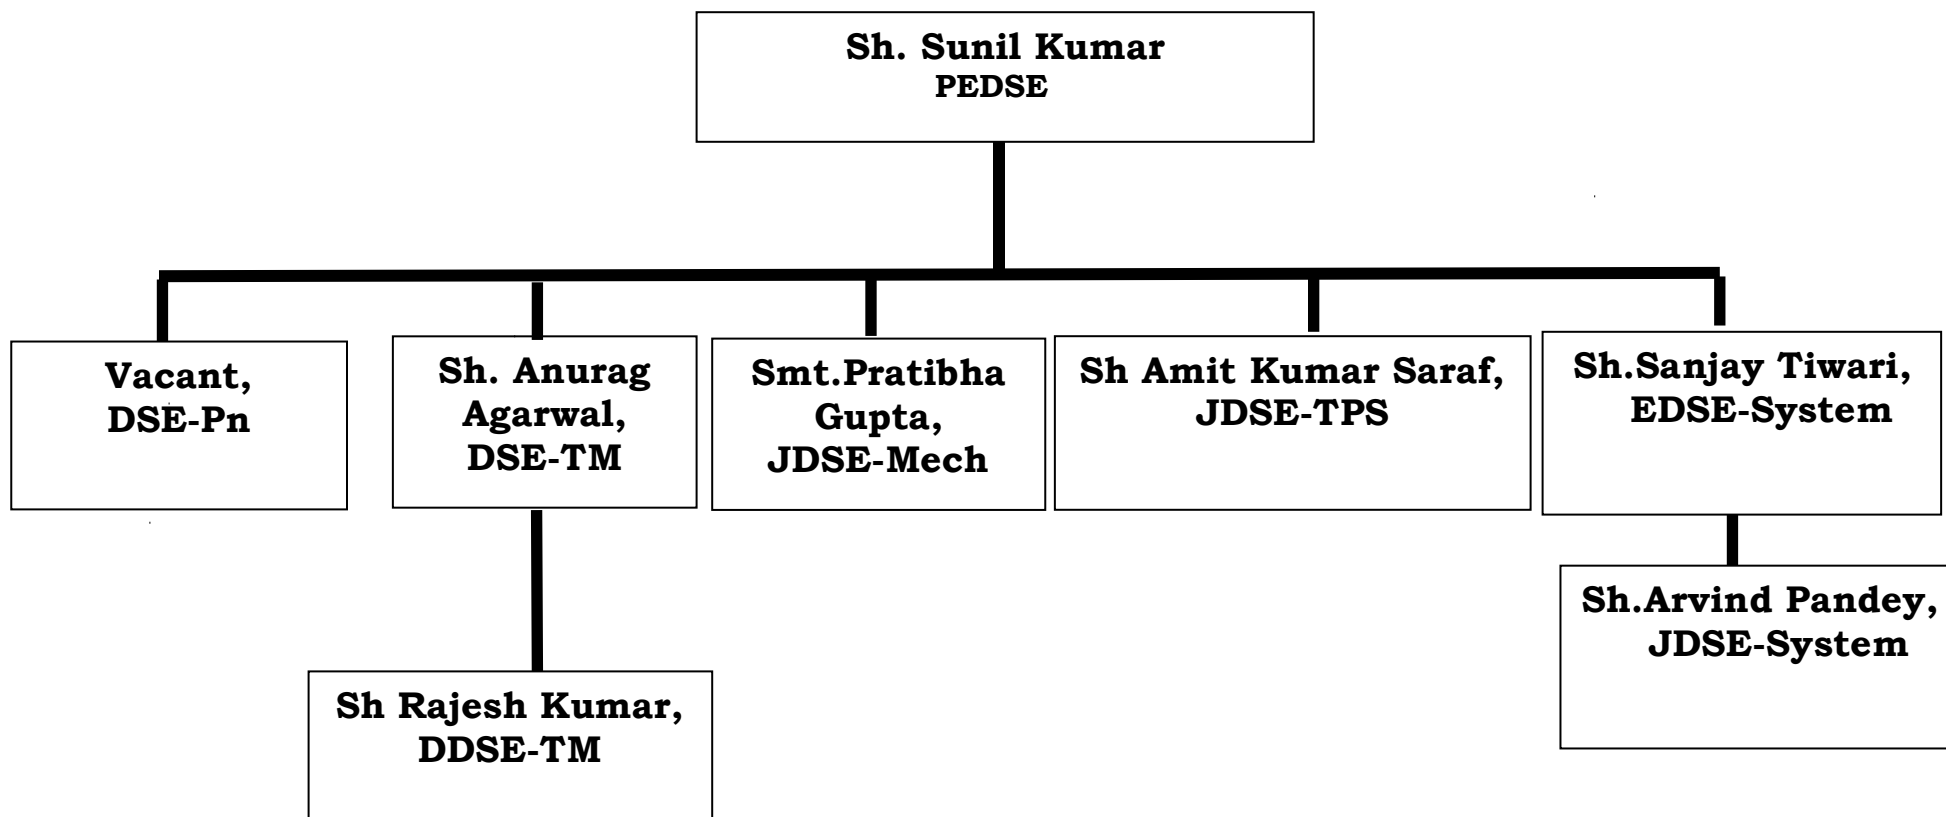 Sh. Sunil Kumar
PEDSE
Vacant,
DSE-Pn
Sh. Anurag
Agarwal,
DSE-TM
Smt.Pratibha
Gupta,
JDSE-Mech
Sh Amit Kumar Saraf,
JDSE-TPS
Sh.Sanjay Tiwari,
EDSE-System
Sh.Arvind Pandey,
JDSE-System
Sh Rajesh Kumar,
DDSE-TM